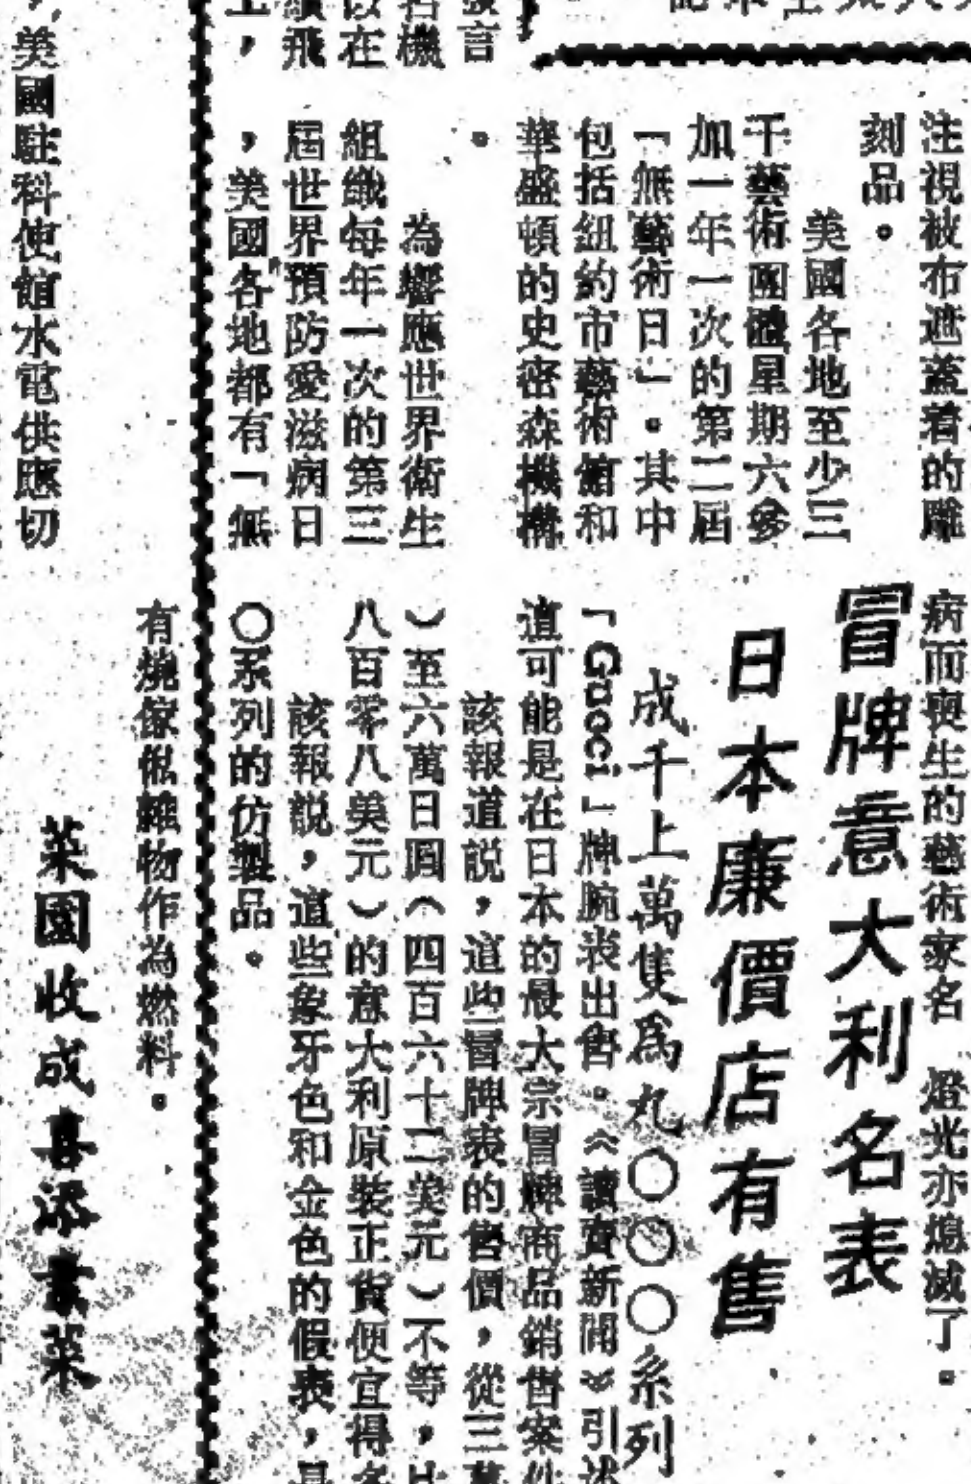 發言
名機
以在
續飛
上，
注視被布遮蓋着的雕
刻品。
美國各地至少三
千藝術團體星期六參
加一年一次的第二屆
「無藝術日」。其中
包括紐約市藝術館和
華盛頓的史密森機構
。
為響應世界衛生
組織每年一次的第三
屆世界預防愛滋病日
，美國各地都有「無
病而喪生的藝術家名　燈光亦熄滅了。
冒牌意大利名表
日本廉價店有售
成千上萬隻為九〇〇〇系列
「Gucci」牌腕表出售。《讀賣新聞》引述
道可能是在日本的最大宗冒牌商品銷售案件
該報道説，這些冒牌表的售價，從三萬
）至六萬日圓（四百六十二美元）不等，比
八百零八美元）的意大利原裝正貨便宜得多
該報説，這些象牙色和金色的假表，是
〇系列的仿製品。
有燒傢俬雜物作為燃料。
，美國駐科使館水電供應切
菜園收成喜添素菜